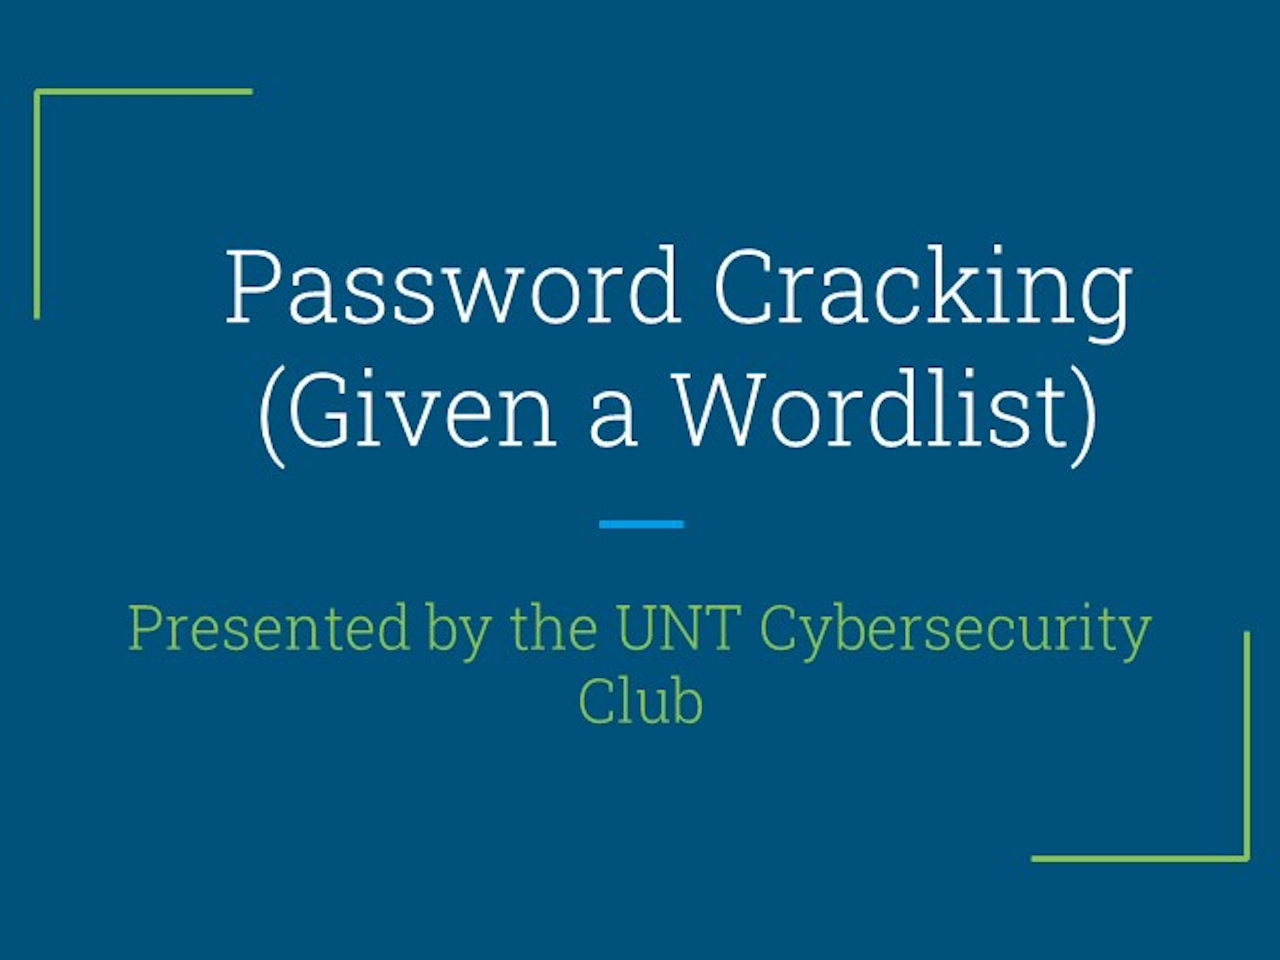 Password Cracking
(Given a Wordlist)
Presented by the UNT Cybersecurity
Club